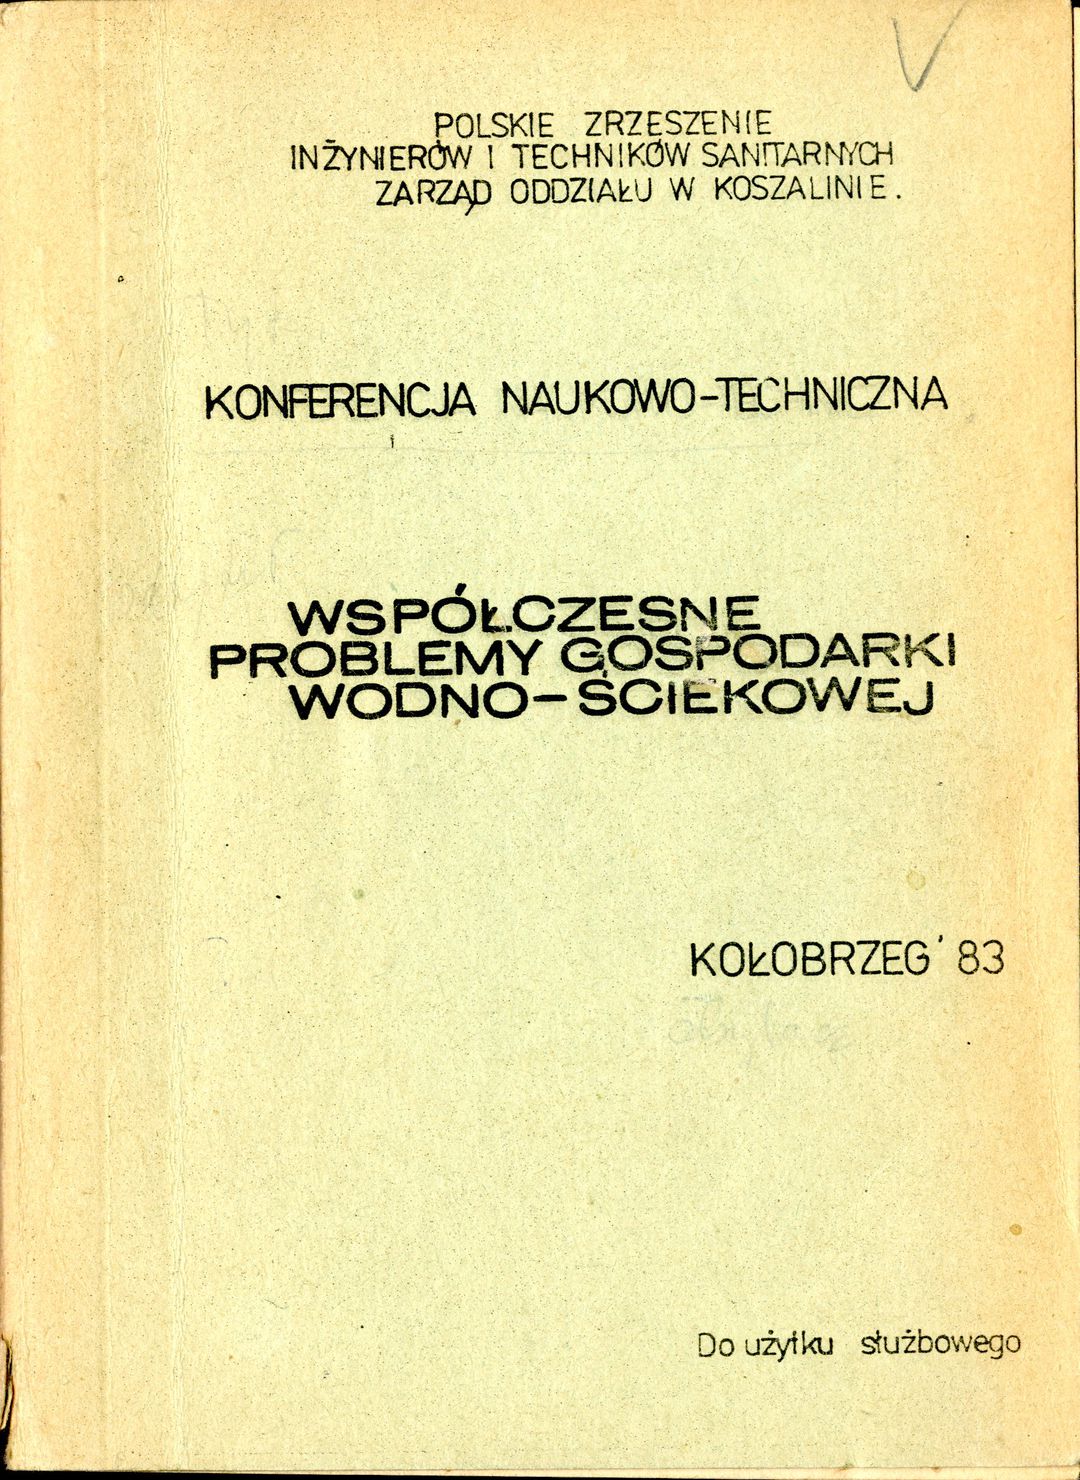 POLSKIE ZRZESZENIE
INŻYNIERÓW I TECHNIKÓW SANITARNYCH
ZARZĄD ODDZIAŁU W KOSZALINIE.
KONFERENCJA NAUKOWO-TECHNICZNA
WSPÓŁCZESNE
PROBLEMY GOSPODARKI
WODNO-ŚCIEKOWEJ
KOŁOBRZEG '83
Do użytku służbowego